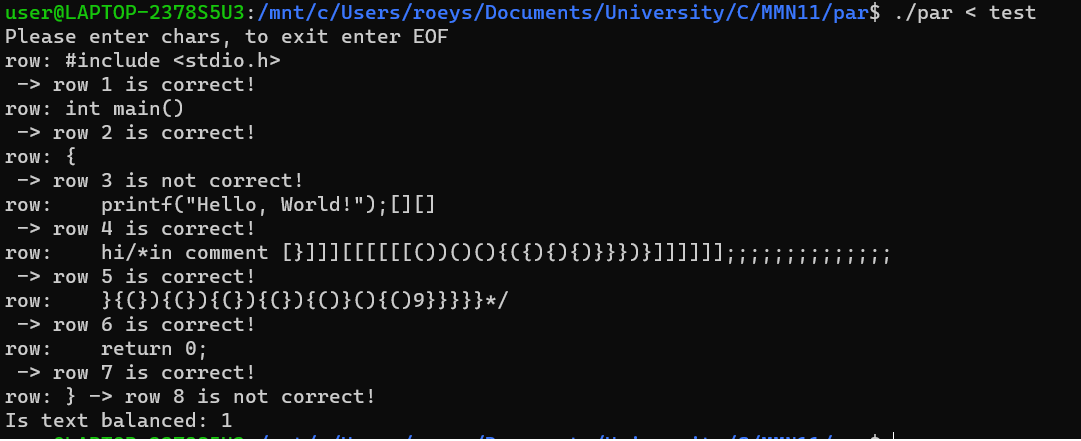 user@LAPTOP-2378S5U3:/mnt/c/Users/roeys/Documents/University/C/MMN11/par$ ./par < test
Please enter chars, to exit enter EOF
row: #include <stdio.h>
 -> row 1 is correct!
row: int main()
 -> row 2 is correct!
row: {
 -> row 3 is not correct!
row:    printf("Hello, World!");[][]
 -> row 4 is correct!
row:    hi/*in comment [}]]][[[[[[())()(){({){){)}}})}]]]]]];;;;;;;;;;;;;;
 -> row 5 is correct!
row:    }{(}){(}){(}){(}){()}(){()9}}}}}*/
 -> row 6 is correct!
row:    return 0;
 -> row 7 is correct!
row: } -> row 8 is not correct!
Is text balanced: 1